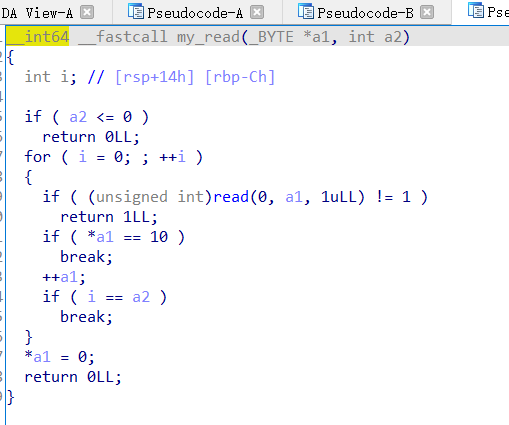 DA View-A Pseudocode-A Pseudocode-B Pse
__int64 __fastcall my_read(_BYTE *a1, int a2)
{
int i; // [rsp+14h] [rbp-Ch]
if ( a2 <= 0 )
return 0LL;
for ( i = 0; ; ++i )
{
if ( (unsigned int)read(0, a1, 1uLL) != 1 )
return 1LL;
if ( *a1 == 10 )
break;
++a1;
if ( i == a2 )
break;
}
*a1 = 0;
return 0LL;
}